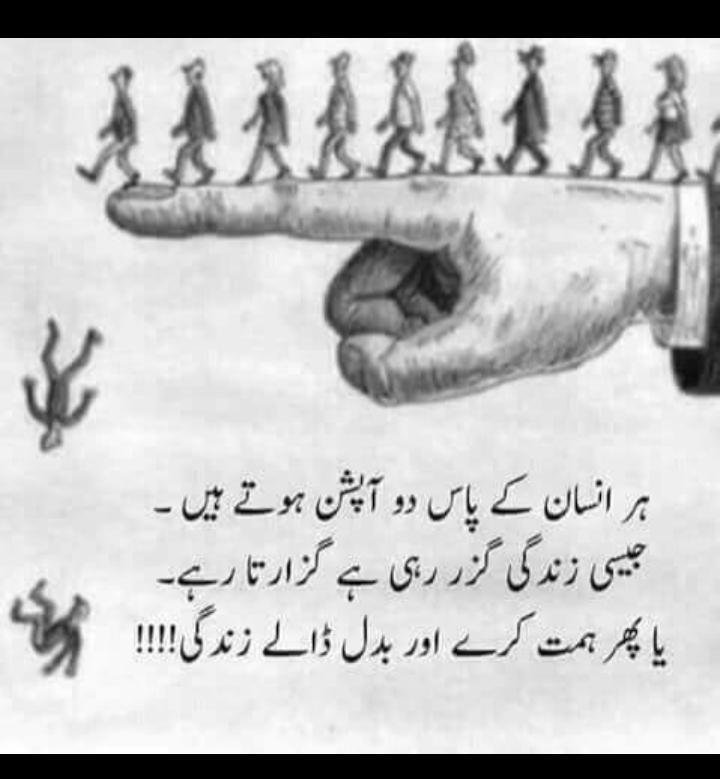 ہر انسان کے پاس دو آپشن ہوتے ہیں ۔
جیسی زندگی گزر رہی ہے گزارتا رہے۔
یا پھر ہمت کرے اور بدل ڈالے زندگی!!!!